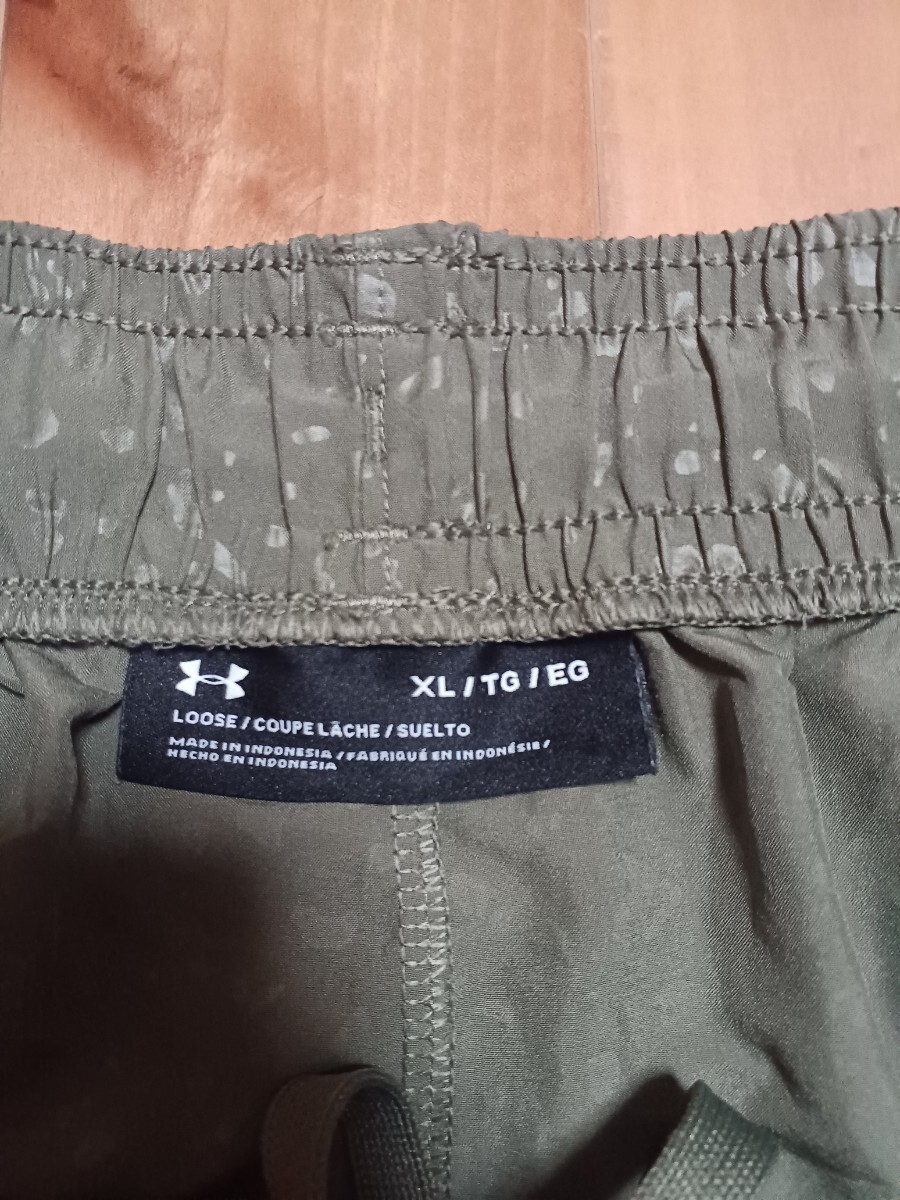 XL / TG / EG
LOOSE / COUPE LÂCHE / SUELTO
MADE IN INDONESIA / FABRIQUÉ EN INDONÉSIE /
HECHO EN INDONESIA